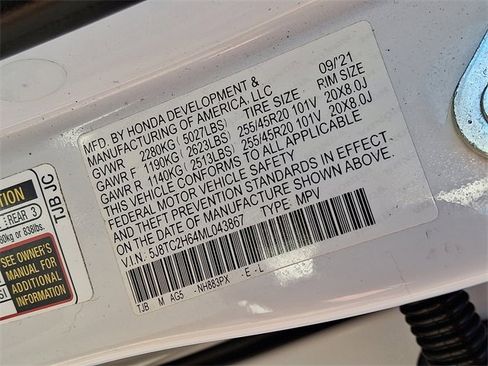 MFD. BY HONDA DEVELOPMENT & 09/'21
MANUFACTURING OF AMERICA, LLC
TIRE SIZE RIM SIZE
GVWR 2280KG (5027LBS)
GAWR F 1190KG (2623LBS) 255/45R20 101V 20X8.0J
GAWR R 1140KG (2513LBS) 255/45R20 101V 20X8.0J
THIS VEHICLE CONFORMS TO ALL APPLICABLE
FEDERAL MOTOR VEHICLE SAFETY
AND THEFT PREVENTION STANDARDS IN EFFECT
ON THE DATE OF MANUFACTURE SHOWN ABOVE.
V.I.N. 5J8TC2H64ML043867 TYPE: MPV
TJB M AG5 - NH883PX - E - L
TJB JC
REAR 3
838lbs.
SEE OWNER'S
MANUAL FOR
ADDITIONAL
INFORMATION